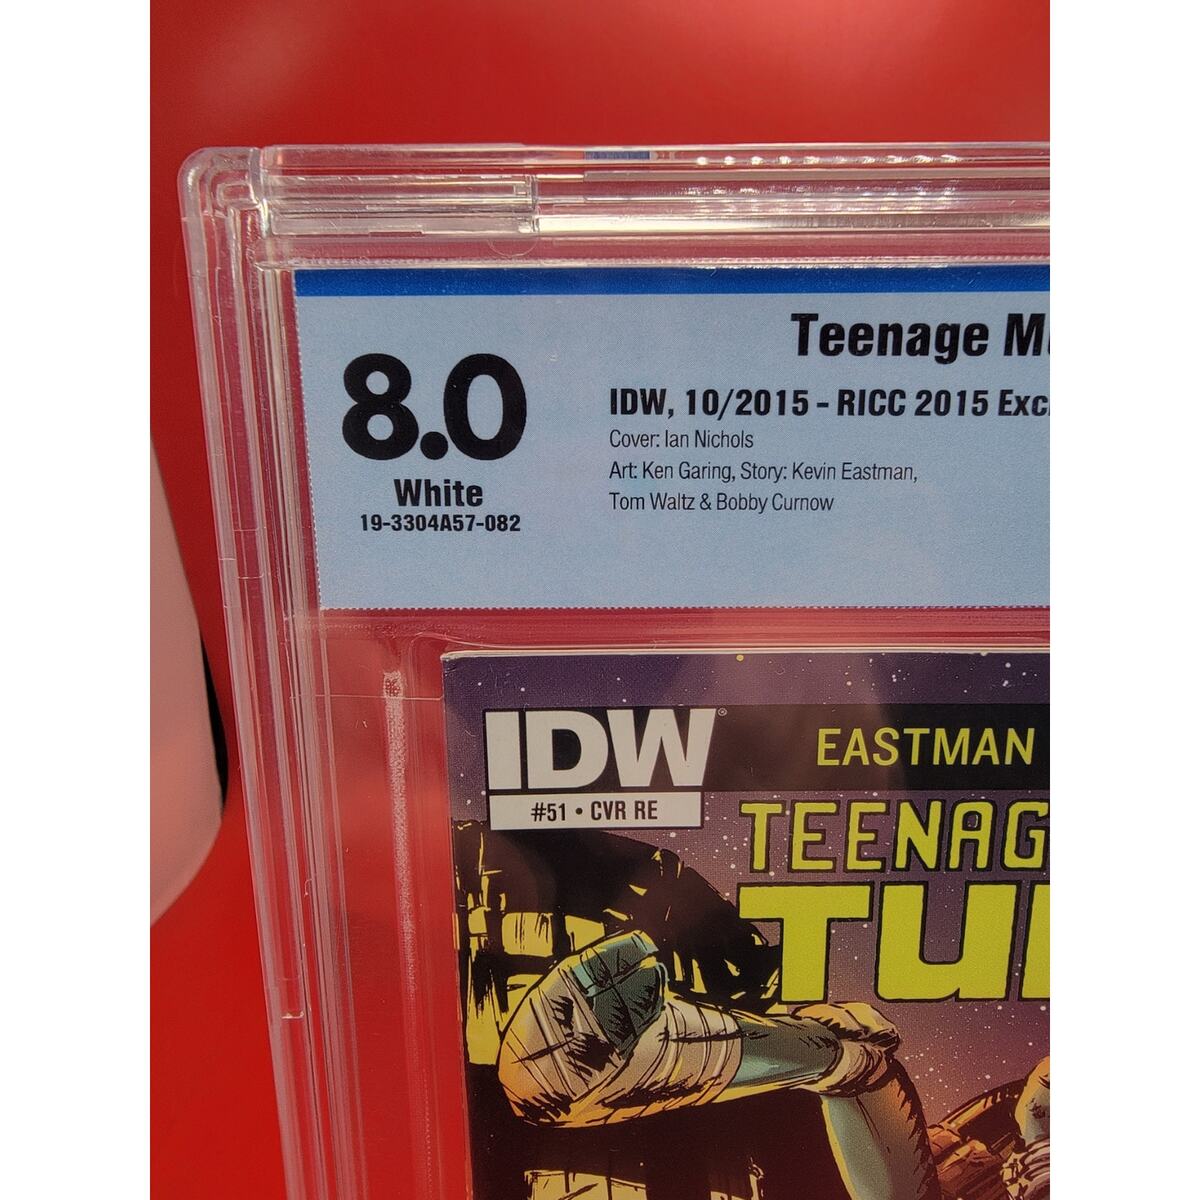 8.0
White
19-3304A57-082
Teenage Mu
IDW, 10/2015 - RICC 2015 Exc
Cover: Ian Nichols
Art: Ken Garing, Story: Kevin Eastman,
Tom Waltz & Bobby Curnow
IDW®
#51 • CVR RE
EASTMAN
TEENAG
TU